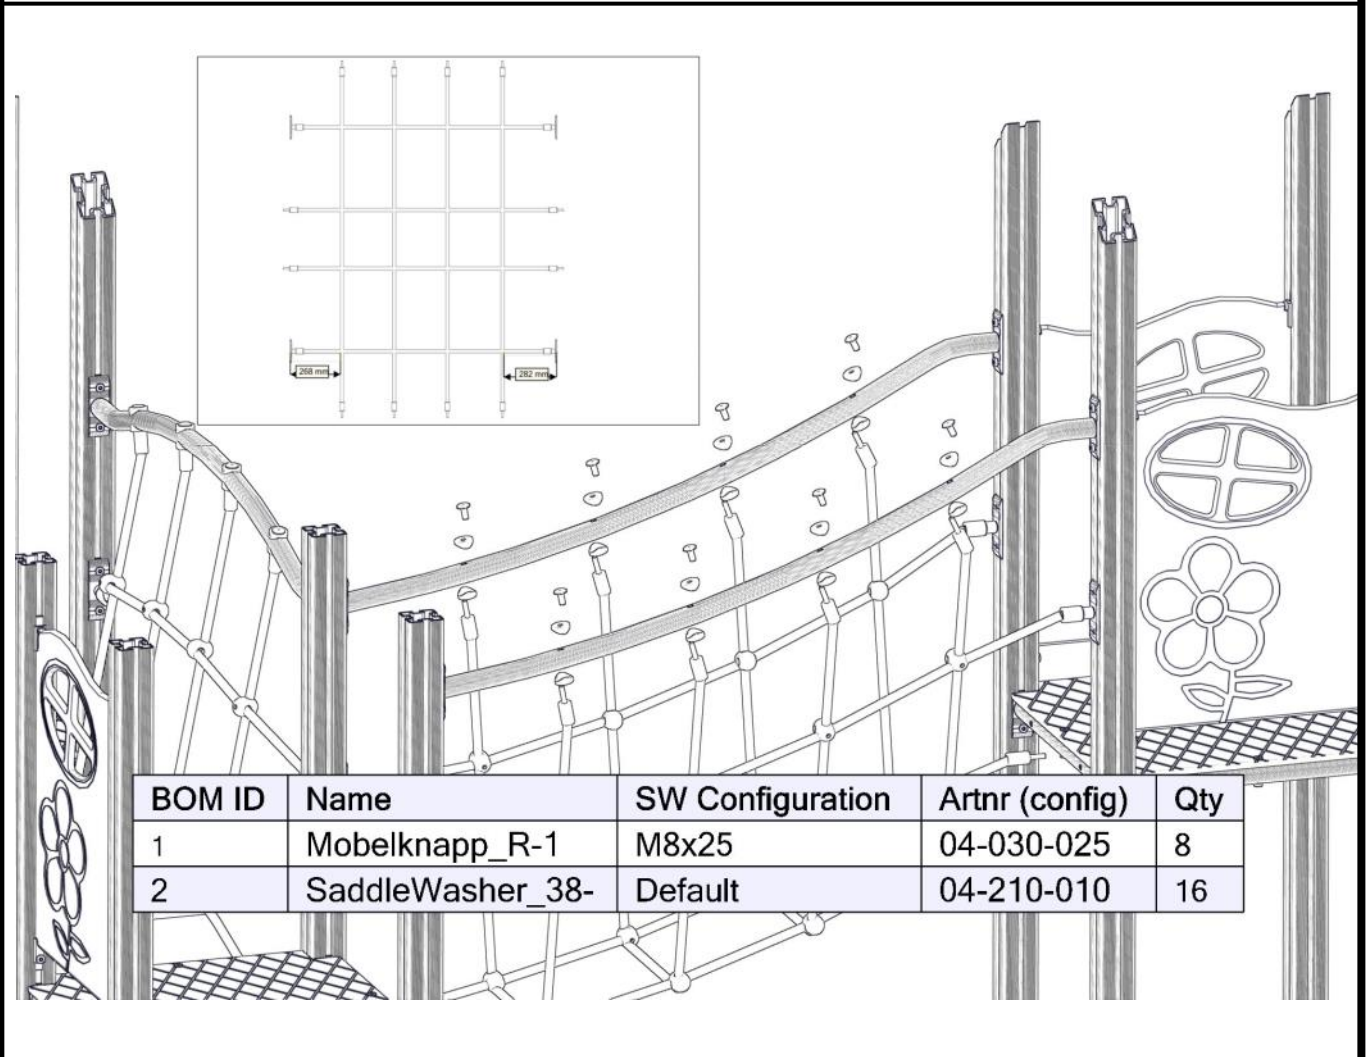 268 mm
282 mm
BOM ID Name SW Configuration Artnr (config) Qty
1 Mobelknapp_R-1 M8x25 04-030-025 8
2 SaddleWasher_38- Default 04-210-010 16